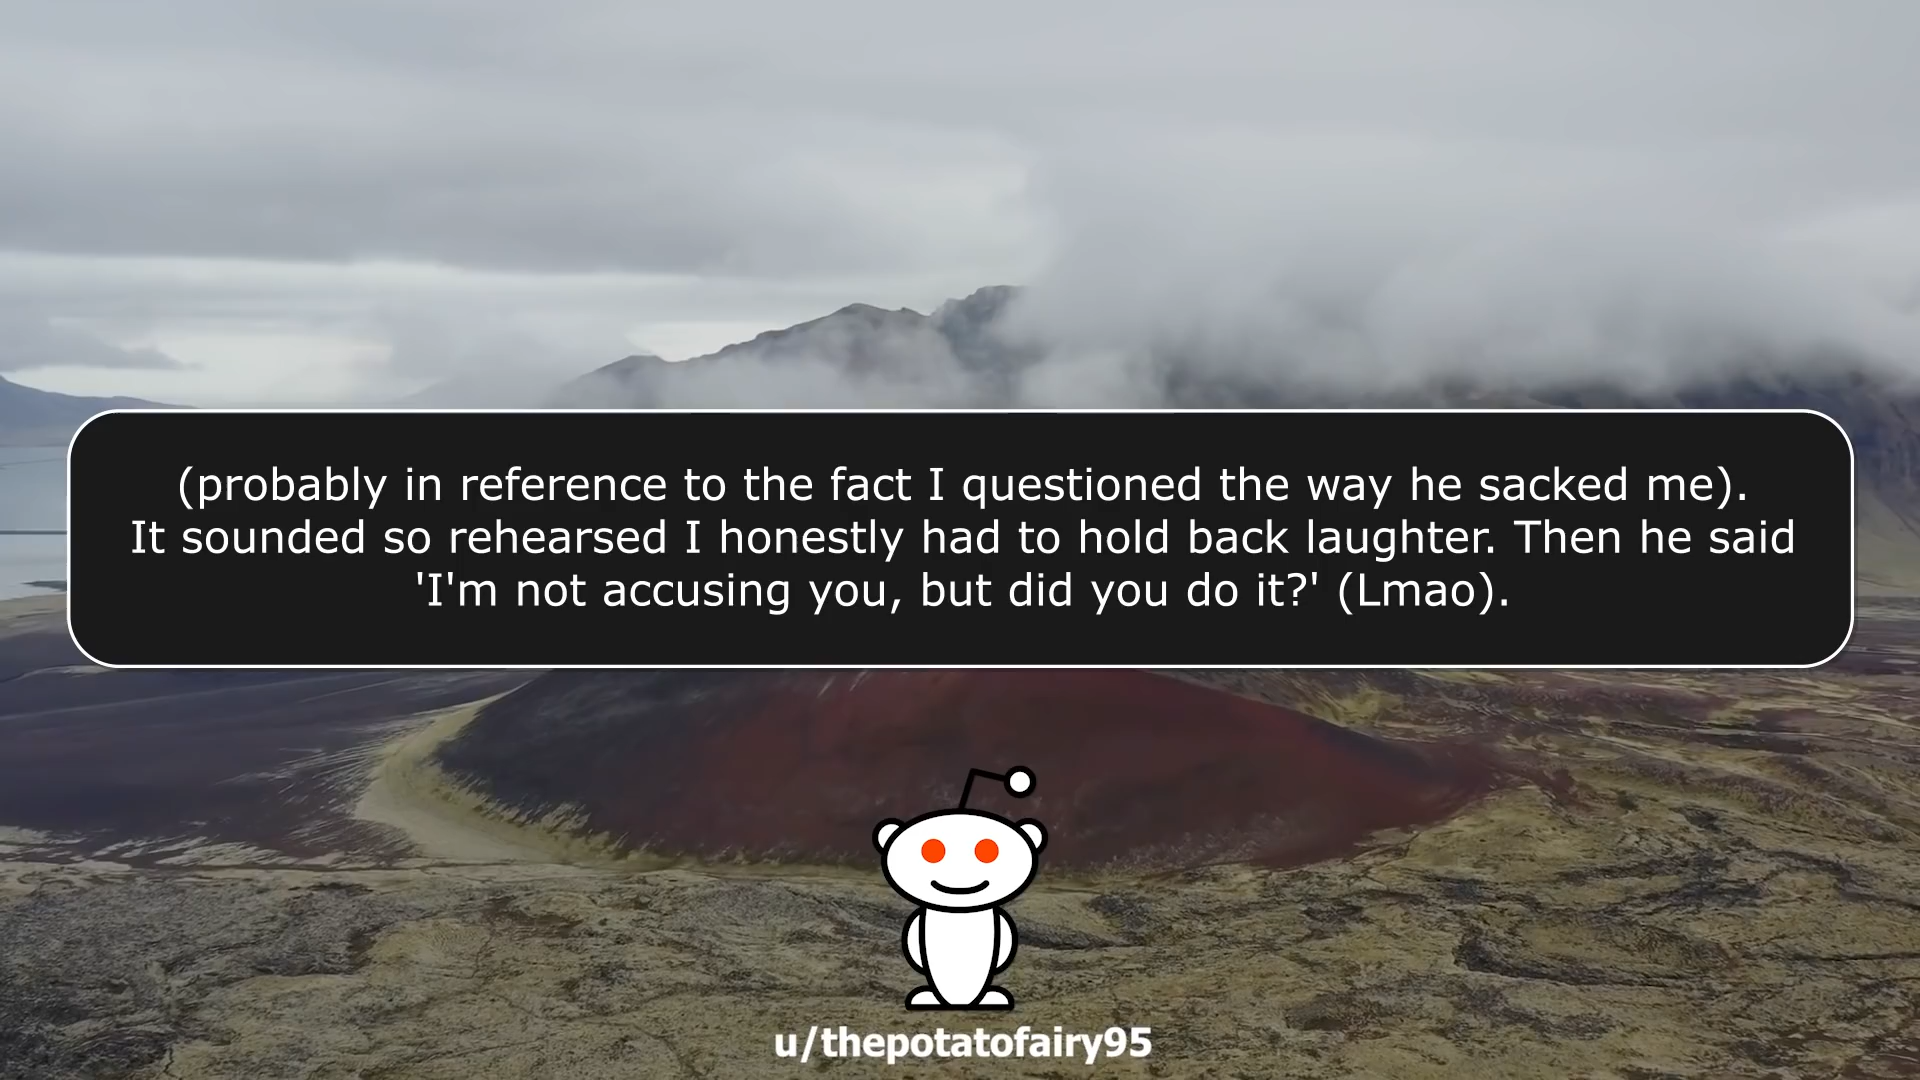 (probably in reference to the fact I questioned the way he sacked me).
It sounded so rehearsed I honestly had to hold back laughter. Then he said
'I'm not accusing you, but did you do it?' (Lmao).
u/thepotatofairy95